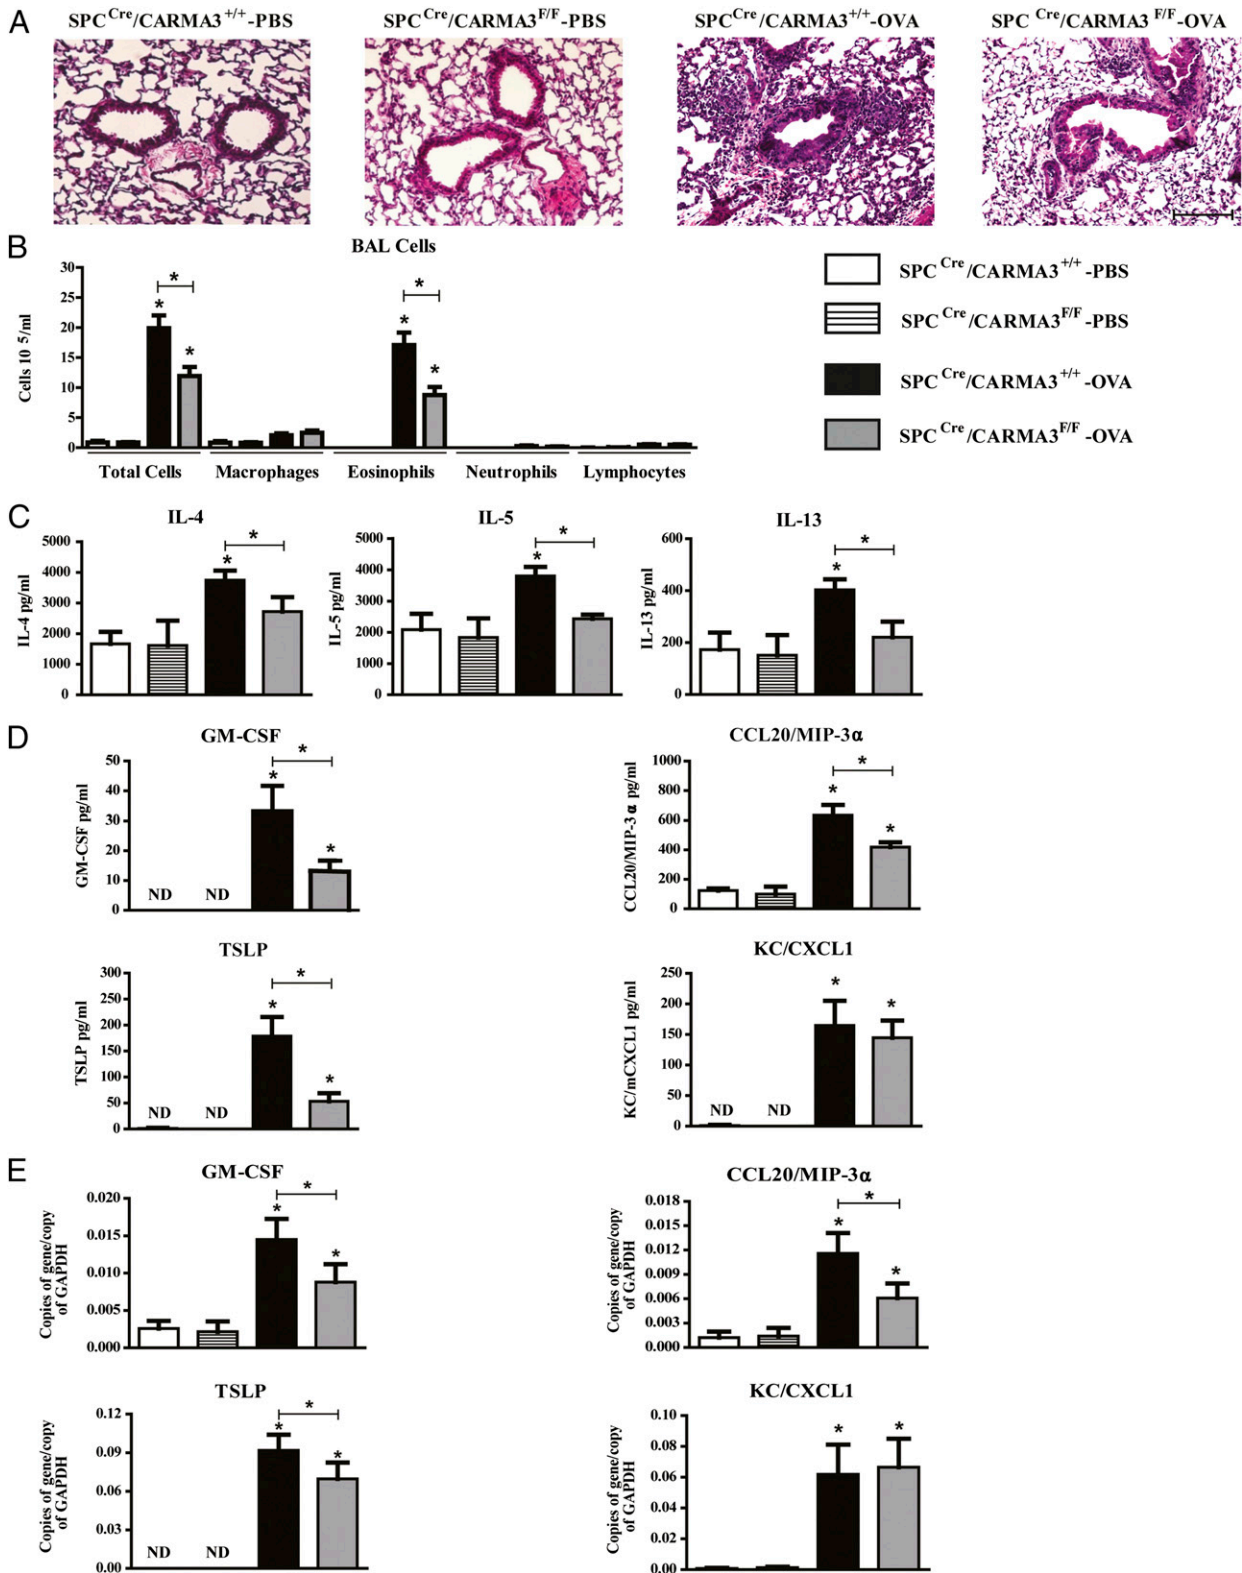 A
SPC Cre/CARMA3 +/+ -PBS
SPC Cre/CARMA3 F/F -PBS
SPC Cre/CARMA3 +/+ -OVA
SPC Cre/CARMA3 F/F -OVA
B
BAL Cells
Cells 10 5/ml
30
25
20
15
10
5
0
* * *
* * *
Total Cells
Macrophages
Eosinophils
Neutrophils
Lymphocytes
SPC Cre/CARMA3 +/+ -PBS
SPC Cre/CARMA3 F/F -PBS
SPC Cre/CARMA3 +/+ -OVA
SPC Cre/CARMA3 F/F -OVA
C
IL-4
IL-4 pg/ml
5000
4000
3000
2000
1000
0
* *
IL-5
IL-5 pg/ml
5000
4000
3000
2000
1000
0
* *
IL-13
IL-13 pg/ml
600
400
200
0
* *
D
GM-CSF
GM-CSF pg/ml
50
40
30
20
10
0
ND ND
* * *
CCL20/MIP-3α
CCL20/MIP-3α pg/ml
1000
800
600
400
200
0
* * *
TSLP
TSLP pg/ml
300
250
200
150
100
50
0
ND ND
* * *
KC/CXCL1
KC/mCXCL1 pg/ml
250
200
150
100
50
0
ND ND
* *
E
GM-CSF
Copies of gene/copy
of GAPDH
0.020
0.015
0.010
0.005
0.000
* * *
CCL20/MIP-3α
Copies of gene/copy
of GAPDH
0.018
0.015
0.012
0.009
0.006
0.003
0.000
* * *
TSLP
Copies of gene/copy
of GAPDH
0.12
0.09
0.06
0.03
0.00
ND ND
* * *
KC/CXCL1
Copies of gene/copy
of GAPDH
0.10
0.08
0.06
0.04
0.02
0.00
* *